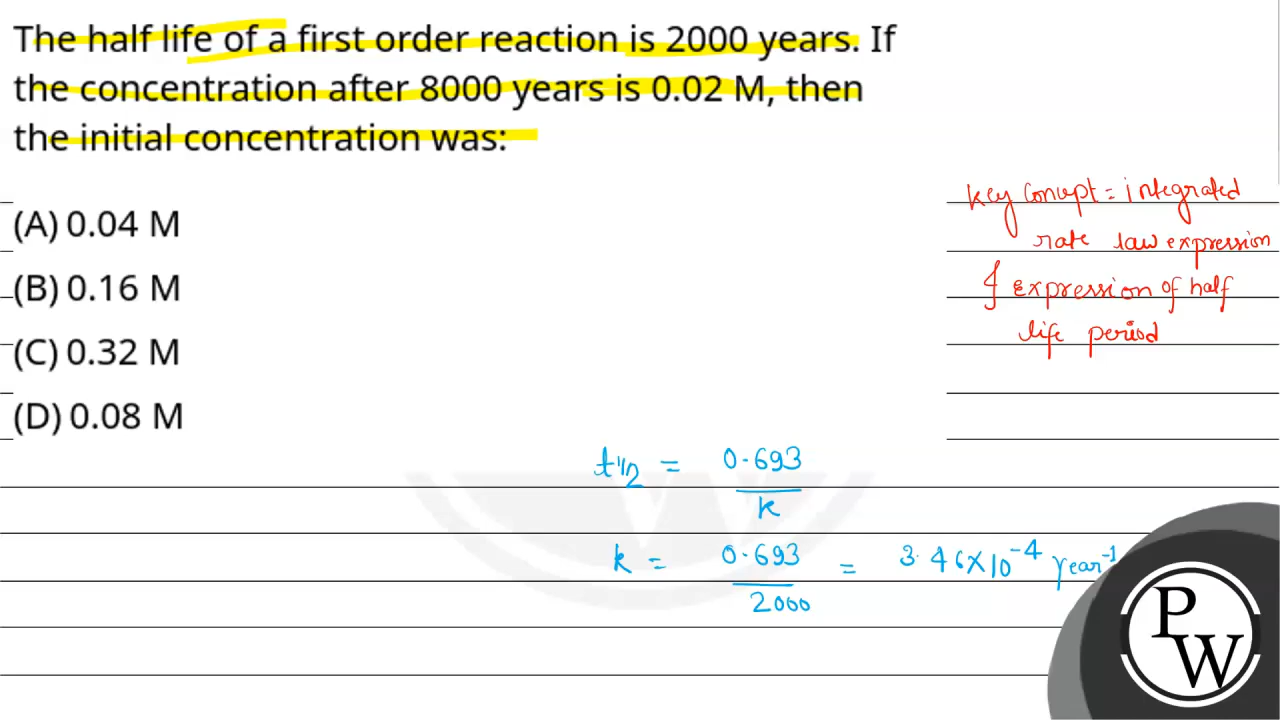 The half life of a first order reaction is 2000 years. If
the concentration after 8000 years is 0.02 M, then
the initial concentration was:
(A) 0.04 M
(B) 0.16 M
(C) 0.32 M
(D) 0.08 M
key concept = integrated
rate law expression
& Expression of half
life period
t1/2 = 0.693
k
k = 0.693 = 3.46×10⁻⁴ year⁻¹
2000
P
W